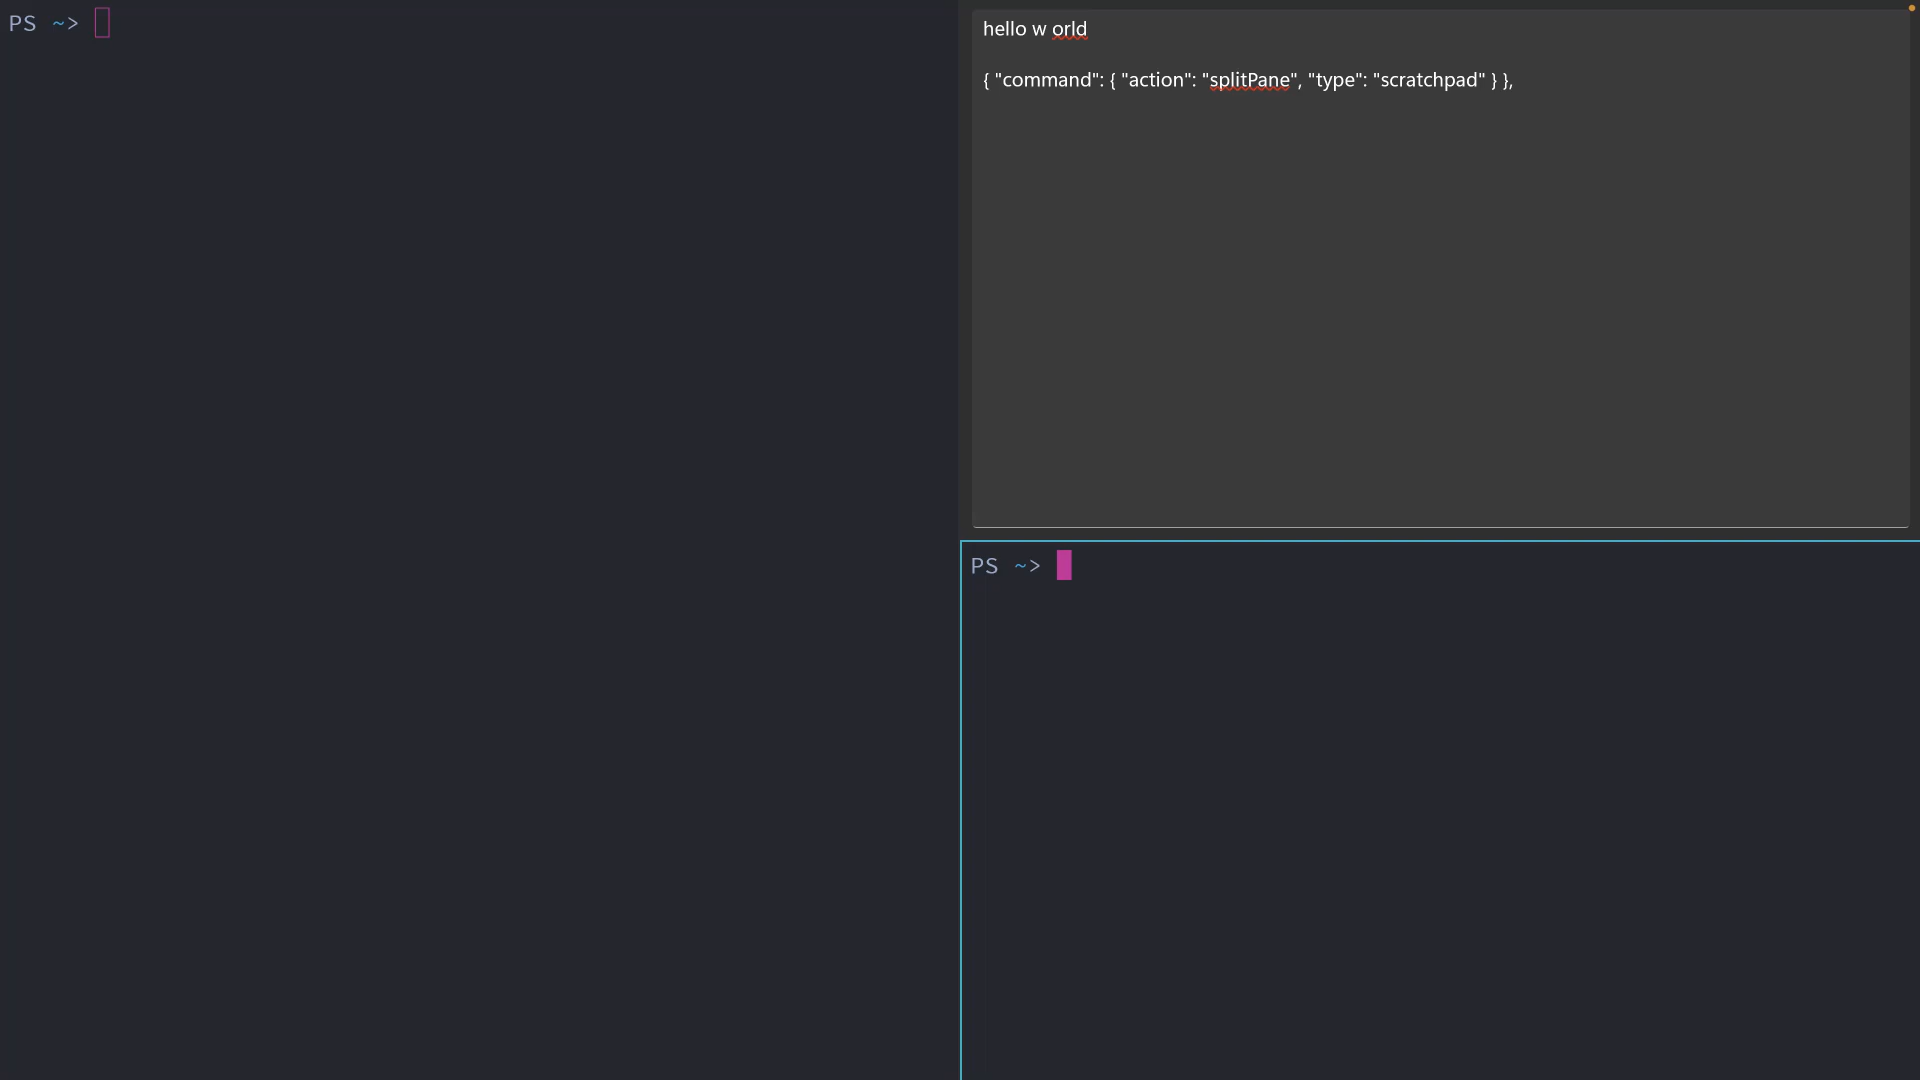 PS ~>
hello w orld
{ "command": { "action": "splitPane", "type": "scratchpad" } },
PS ~>